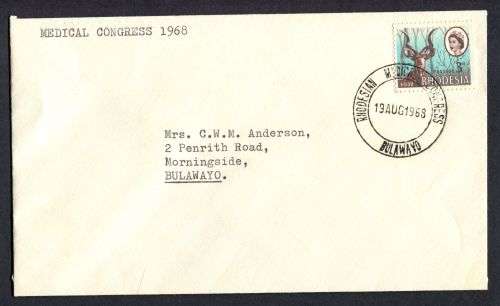 MEDICAL CONGRESS 1968
RHODESIA
RHODESIAN MEDICAL CONGRESS
19 AUG 1968
BULAWAYO
Mrs. C.W.M. Anderson,
2 Penrith Road,
Morningside,
BULAWAYO.